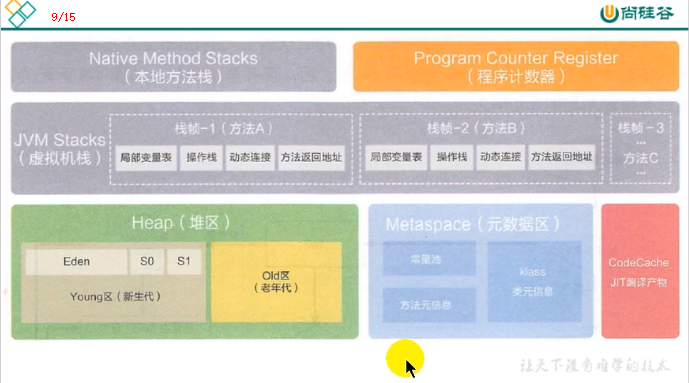 9/15
尚硅谷
Native Method Stacks
（本地方法栈）
Program Counter Register
（程序计数器）
JVM Stacks
（虚拟机栈）
栈帧-1（方法A）
局部变量表
操作栈
动态连接
方法返回地址
栈帧-2（方法B）
局部变量表
操作栈
动态连接
方法返回地址
栈帧-3
...
方法C
...
Heap（堆区）
Eden
S0
S1
Young区（新生代）
Old区
（老年代）
Metaspace（元数据区）
常量池
方法元信息
klass
类元信息
CodeCache
JIT编译产物
让天下没有难学的技术